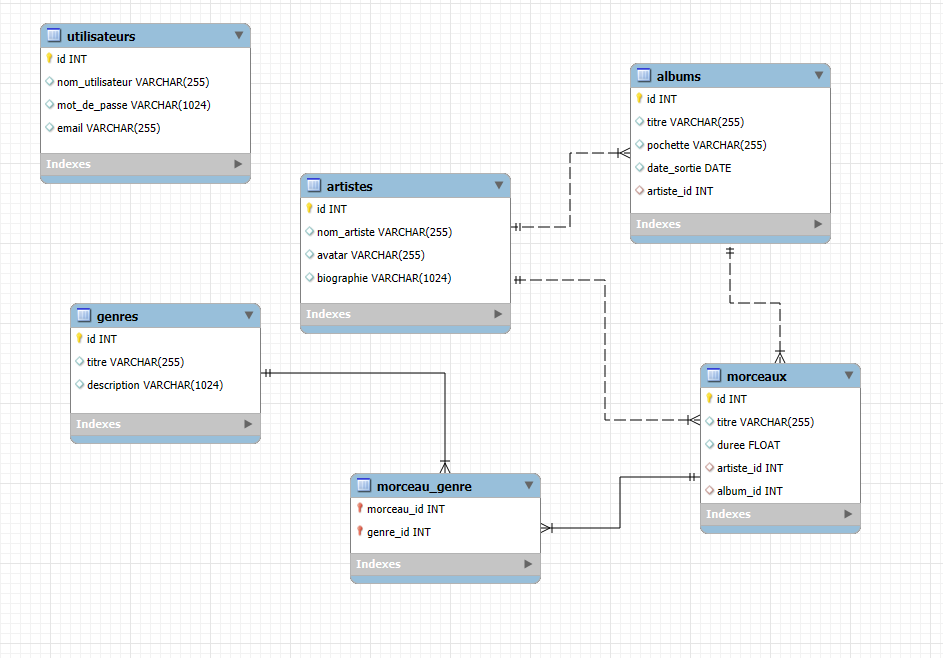 utilisateurs
id INT
nom_utilisateur VARCHAR(255)
mot_de_passe VARCHAR(1024)
email VARCHAR(255)
Indexes
albums
id INT
titre VARCHAR(255)
pochette VARCHAR(255)
date_sortie DATE
artiste_id INT
Indexes
artistes
id INT
nom_artiste VARCHAR(255)
avatar VARCHAR(255)
biographie VARCHAR(1024)
Indexes
genres
id INT
titre VARCHAR(255)
description VARCHAR(1024)
Indexes
morceaux
id INT
titre VARCHAR(255)
duree FLOAT
artiste_id INT
album_id INT
Indexes
morceau_genre
morceau_id INT
genre_id INT
Indexes